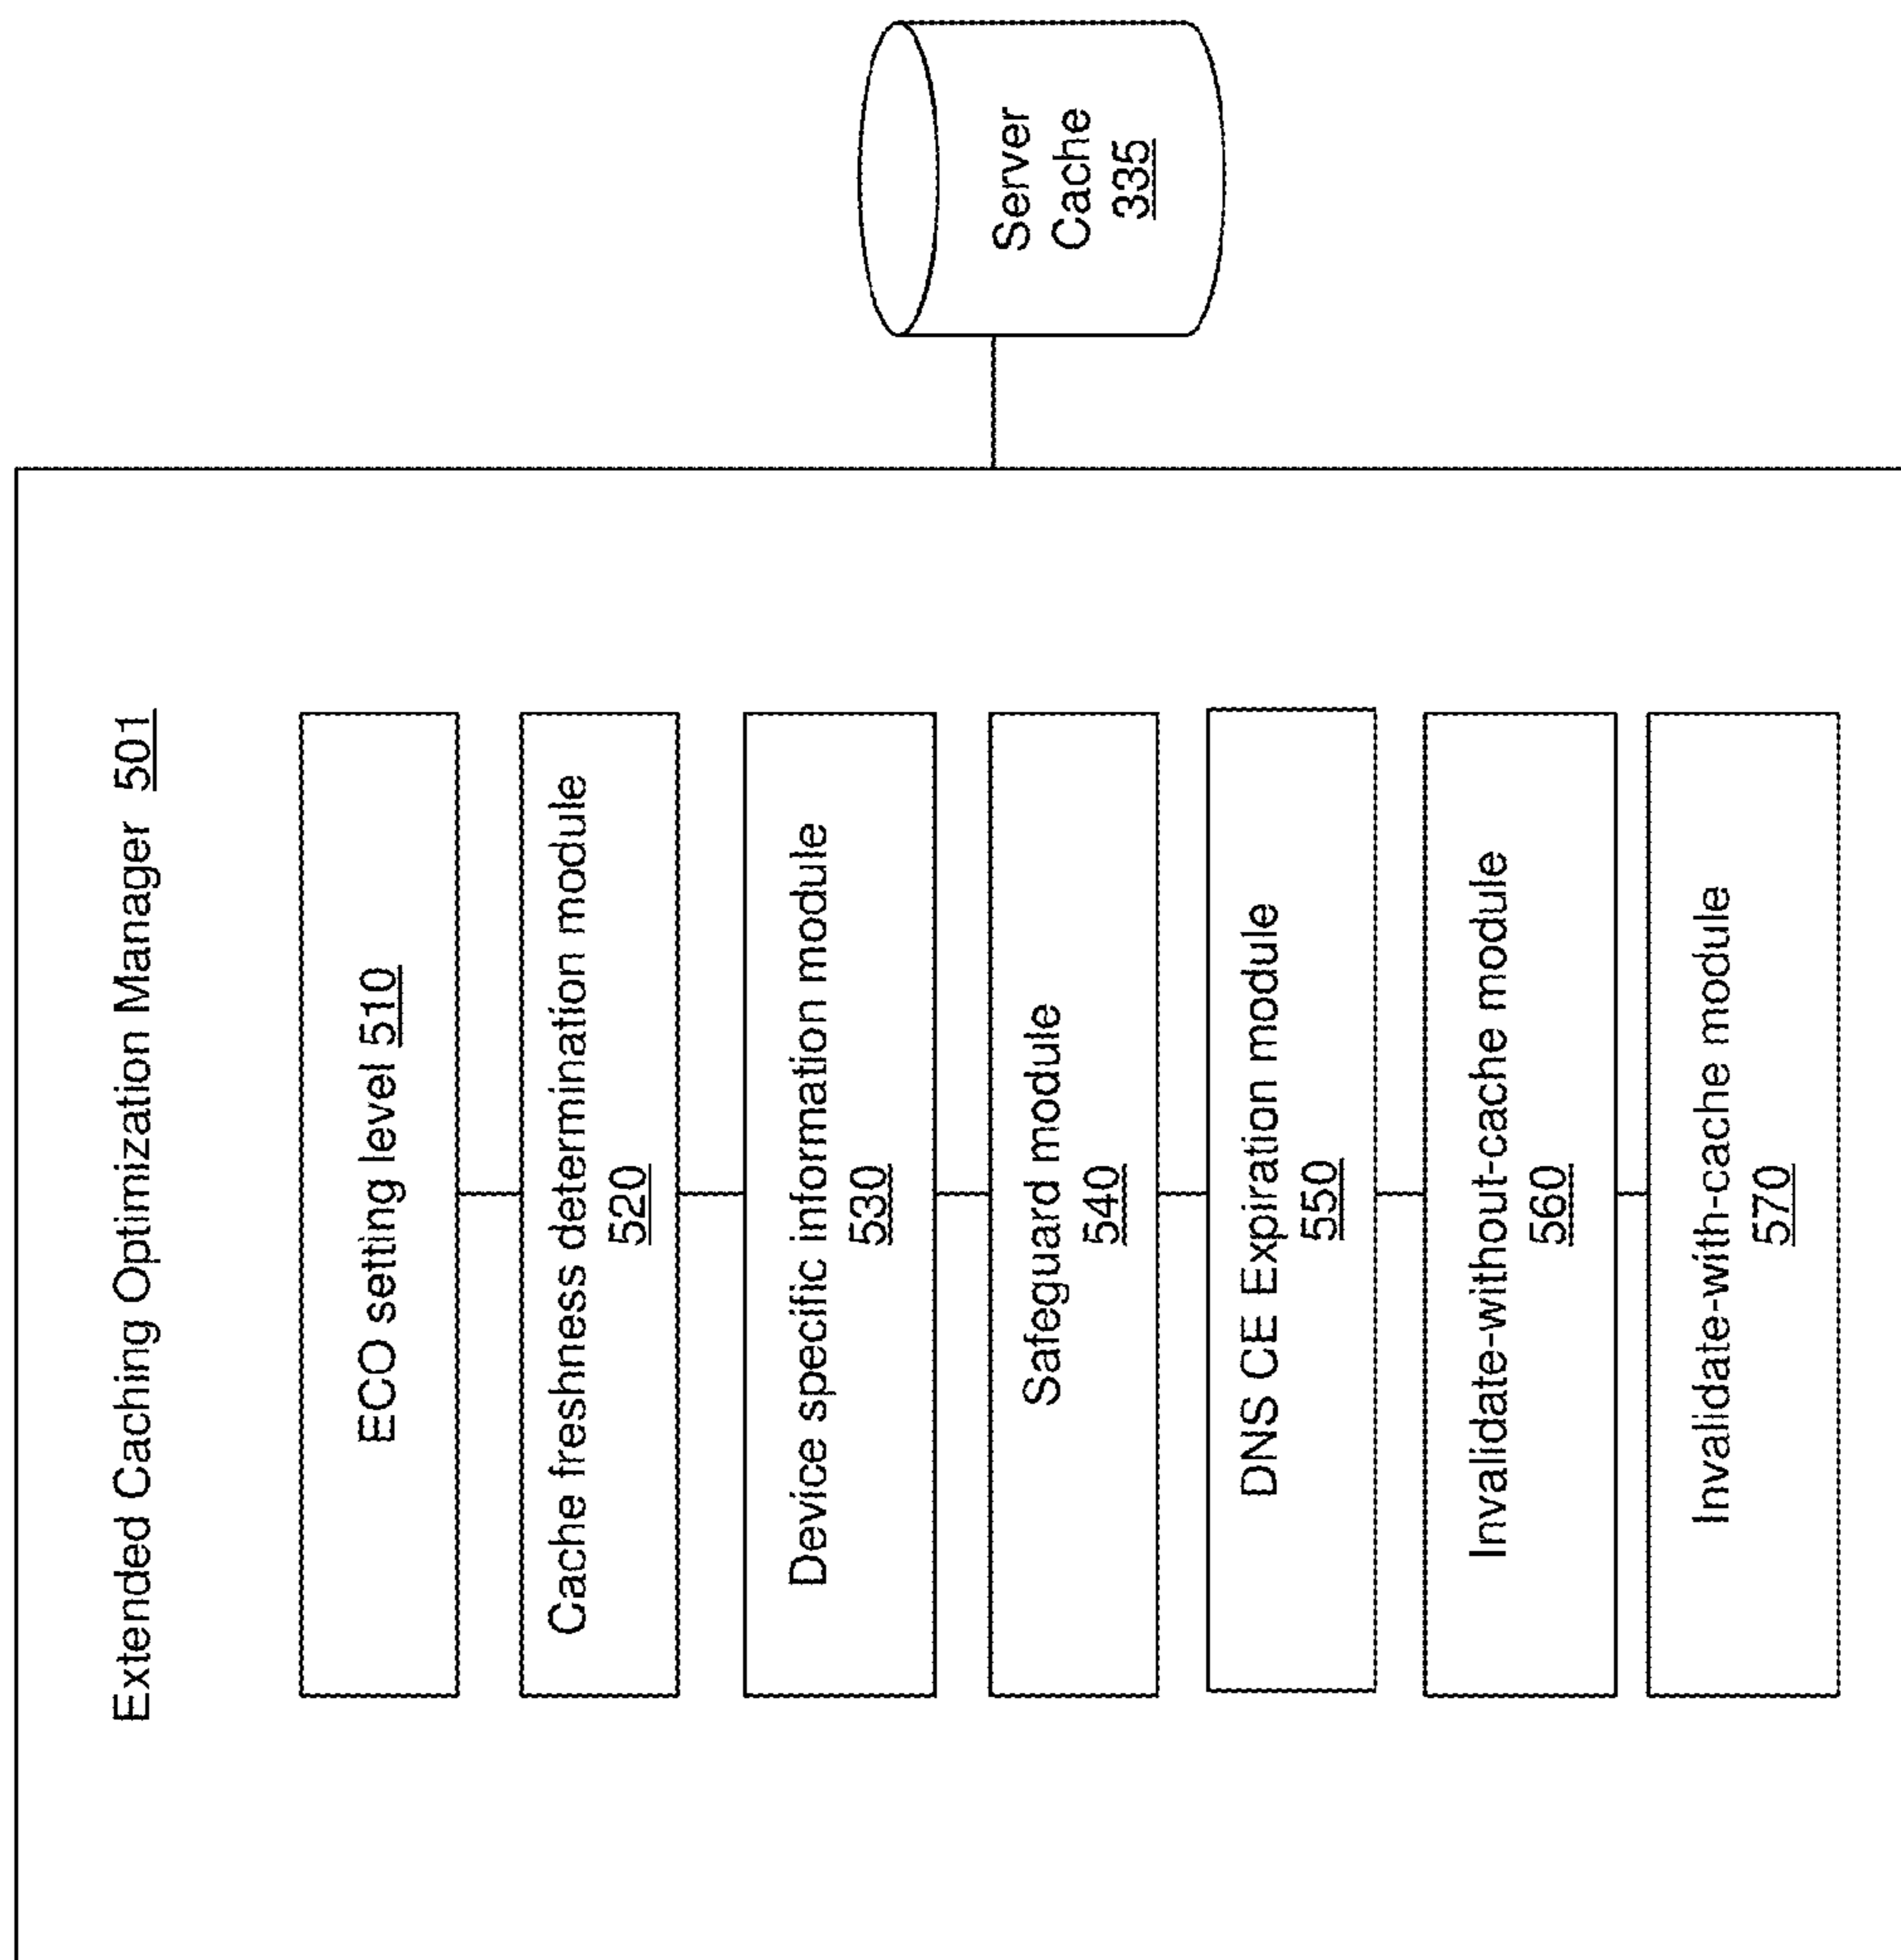 Extended Caching Optimization Manager 501
ECO setting level 510
Cache freshness determination module
520
Device specific information module
530
Safeguard module
540
DNS CE Expiration module
550
Invalidate-without-cache module
560
Invalidate-with-cache module
570
Server
Cache
335